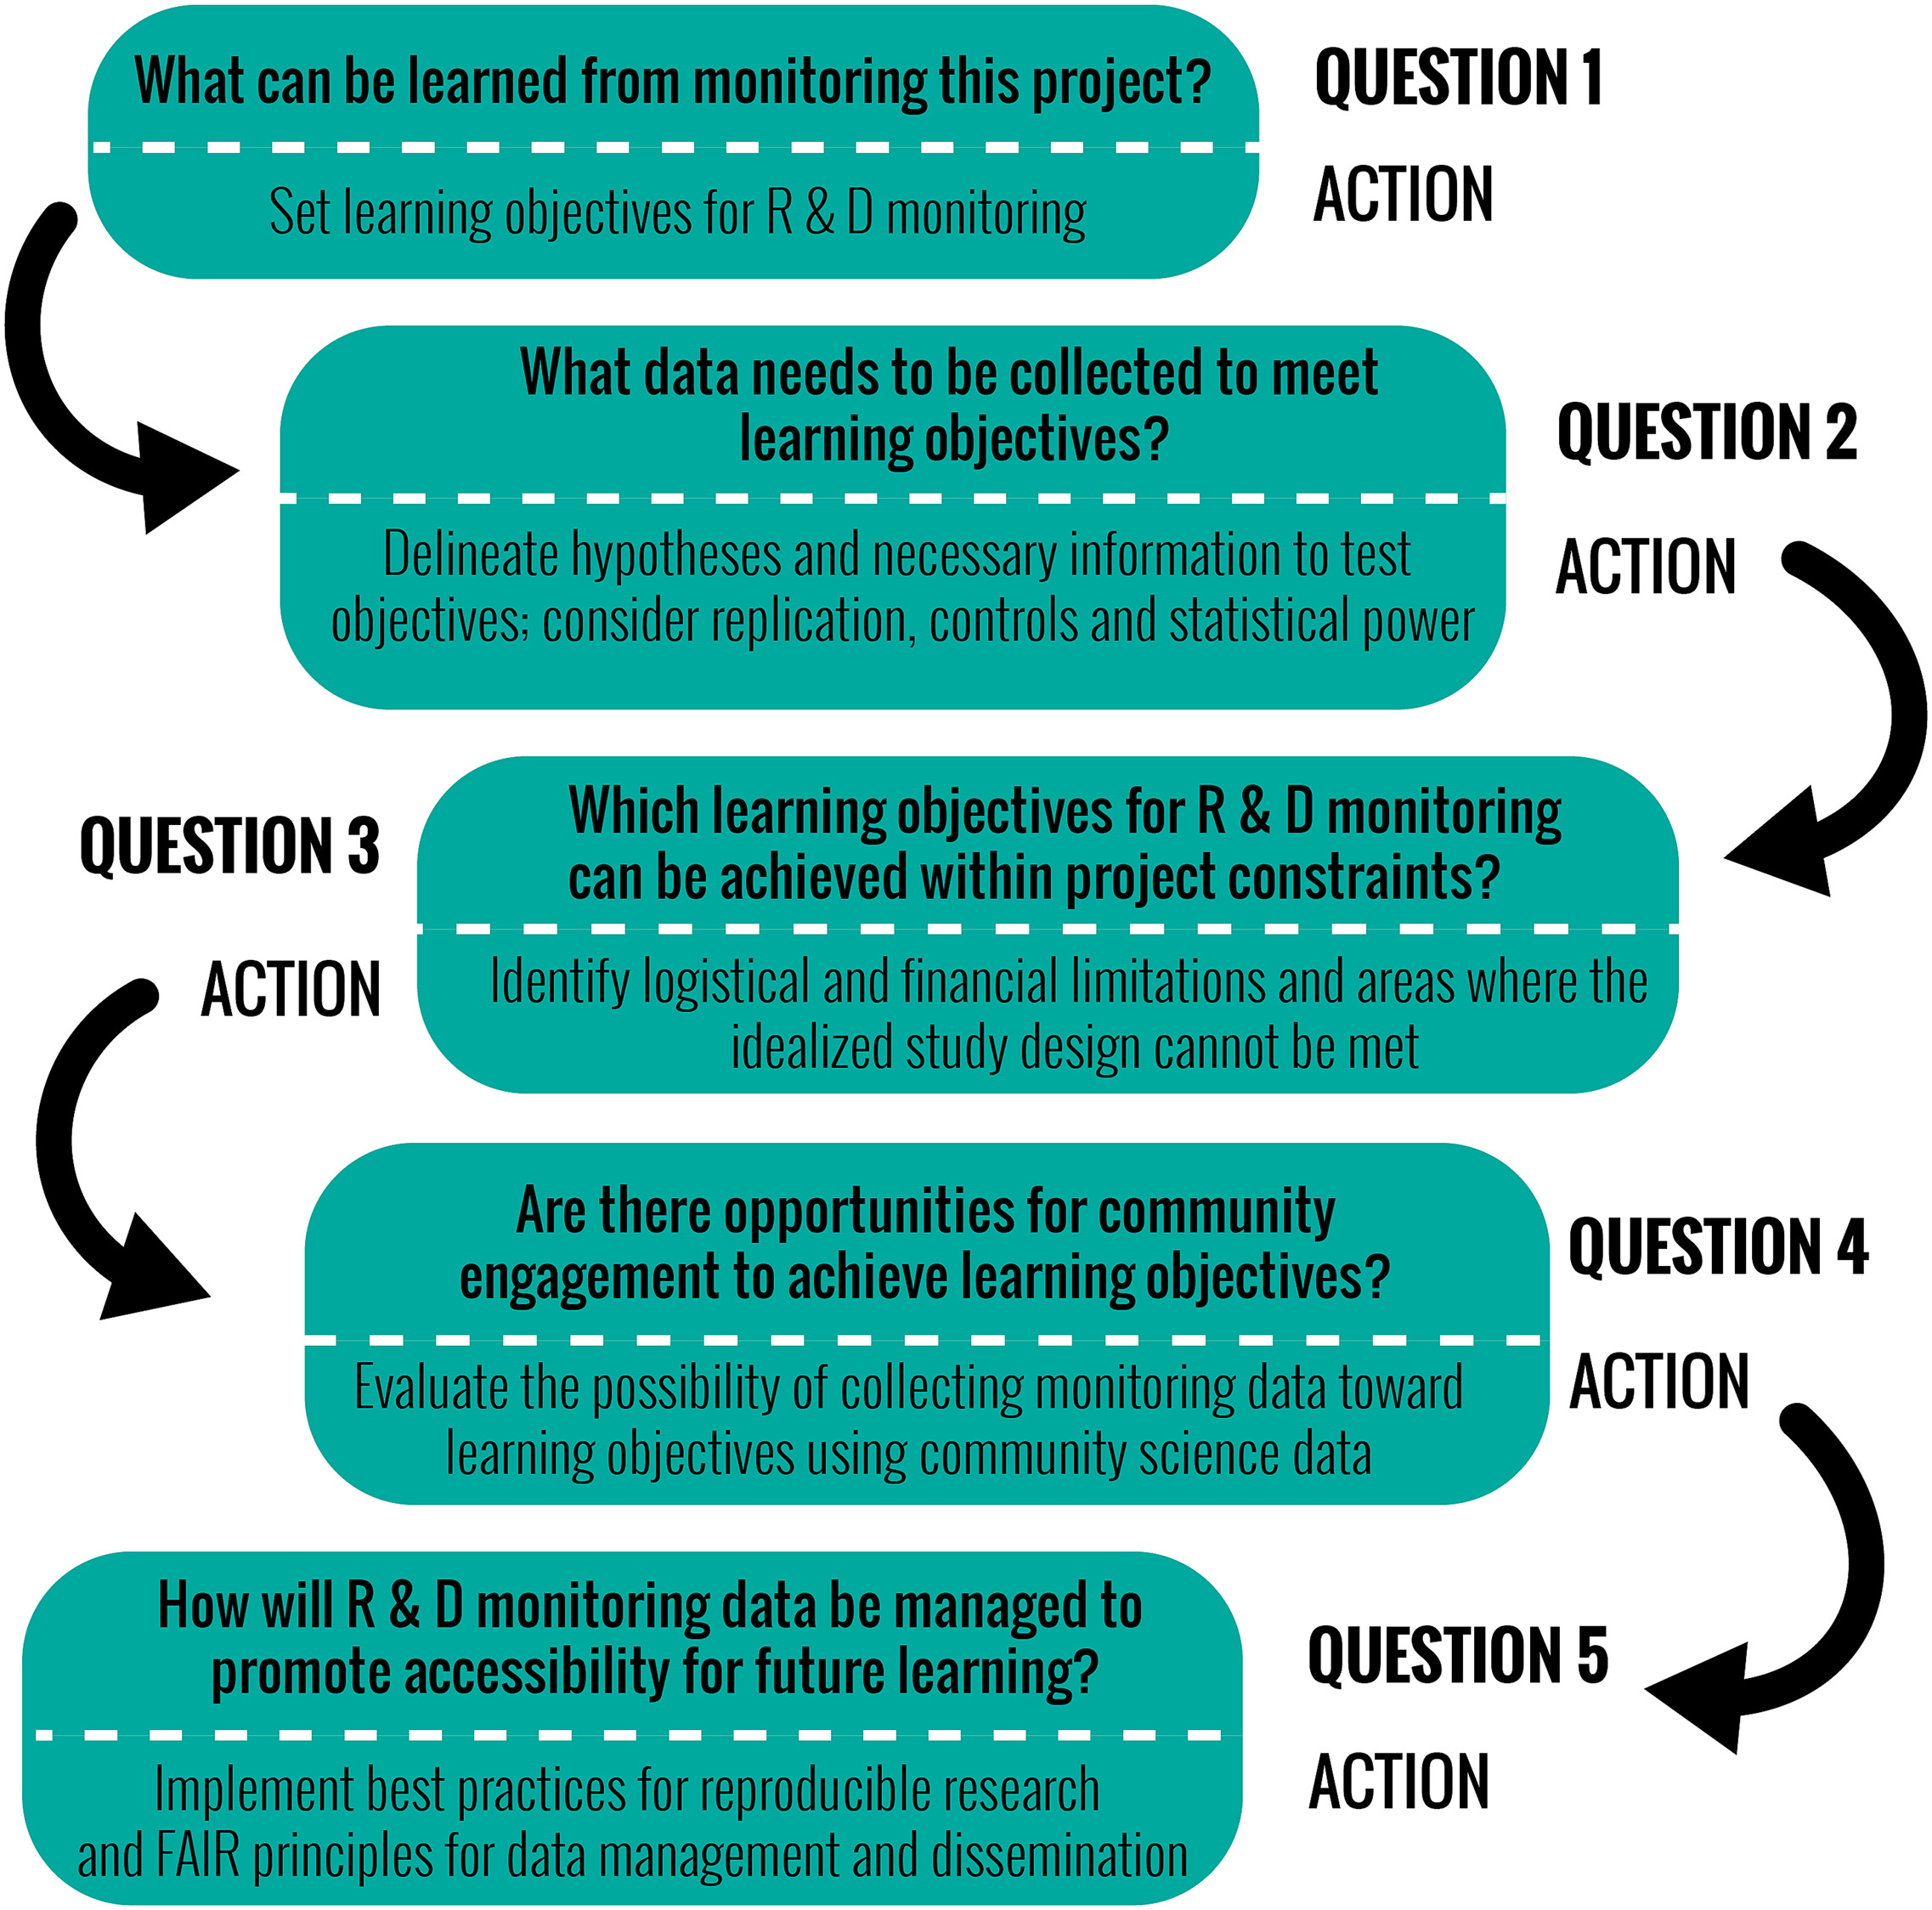 What can be learned from monitoring this project?
QUESTION 1
Set learning objectives for R & D monitoring
ACTION
What data needs to be collected to meet
learning objectives?
QUESTION 2
Delineate hypotheses and necessary information to test
objectives; consider replication, controls and statistical power
ACTION
QUESTION 3
Which learning objectives for R & D monitoring
can be achieved within project constraints?
ACTION
Identify logistical and financial limitations and areas where the
idealized study design cannot be met
Are there opportunities for community
engagement to achieve learning objectives?
QUESTION 4
Evaluate the possibility of collecting monitoring data toward
learning objectives using community science data
ACTION
How will R & D monitoring data be managed to
promote accessibility for future learning?
QUESTION 5
Implement best practices for reproducible research
and FAIR principles for data management and dissemination
ACTION